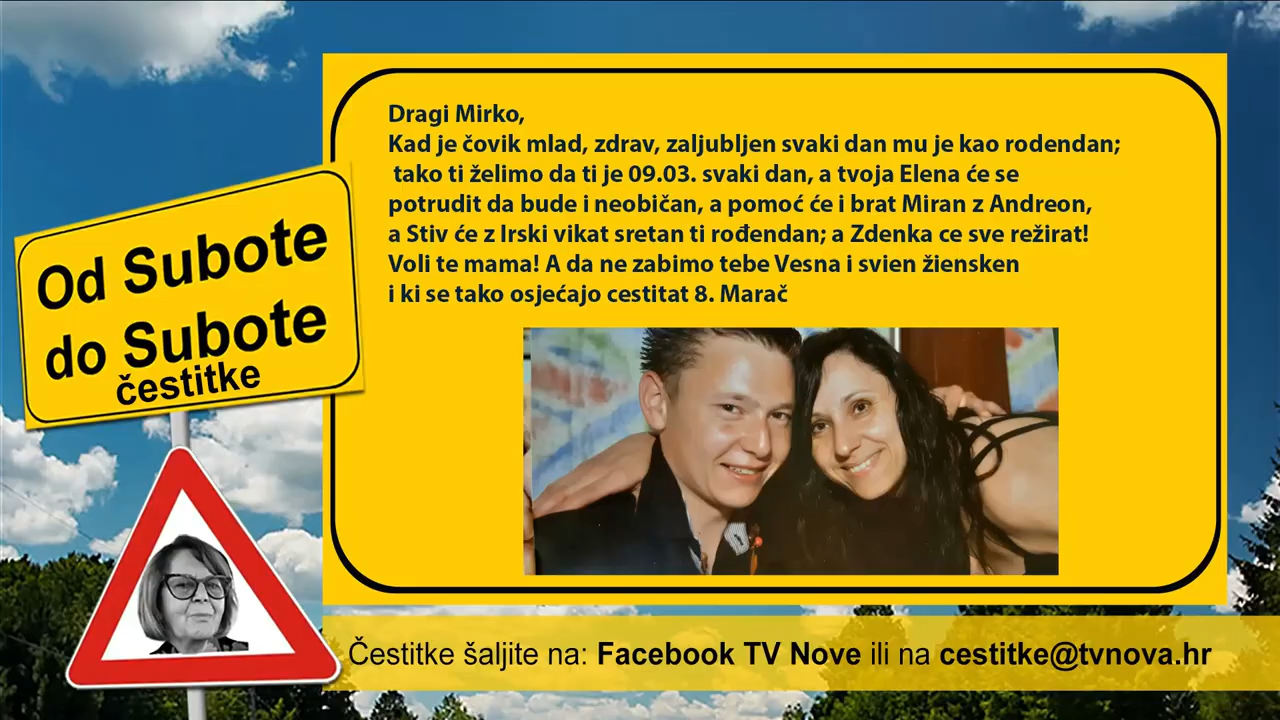 Dragi Mirko,
Kad je čovik mlad, zdrav, zaljubljen svaki dan mu je kao rodendan;
tako ti želimo da ti je 09.03. svaki dan, a tvoja Elena će se
potrudit da bude i neobičan, a pomoć će i brat Miran z Andreon,
a Stiv će z Irski vikat sretan ti rođendan; a Zdenka ce sve režirat!
Voli te mama! A da ne zabimo tebe Vesna i svien žiensken
i ki se tako osjećajo cestitat 8. Marač
Od Subote
do Subote
čestitke
Čestitke šaljite na: Facebook TV Nove ili na cestitke@tvnova.hr